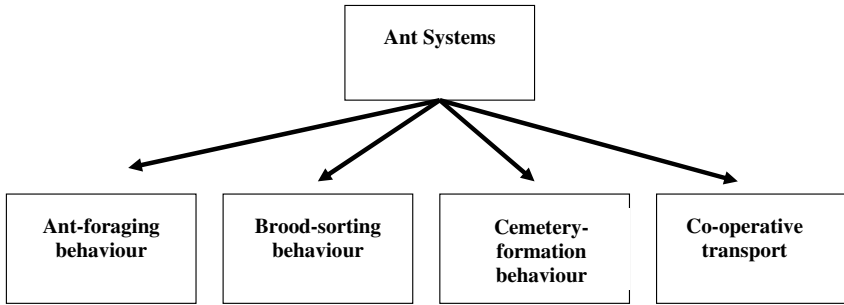 Ant Systems
Ant-foraging
behaviour
Brood-sorting
behaviour
Cemetery-
formation
behaviour
Co-operative
transport